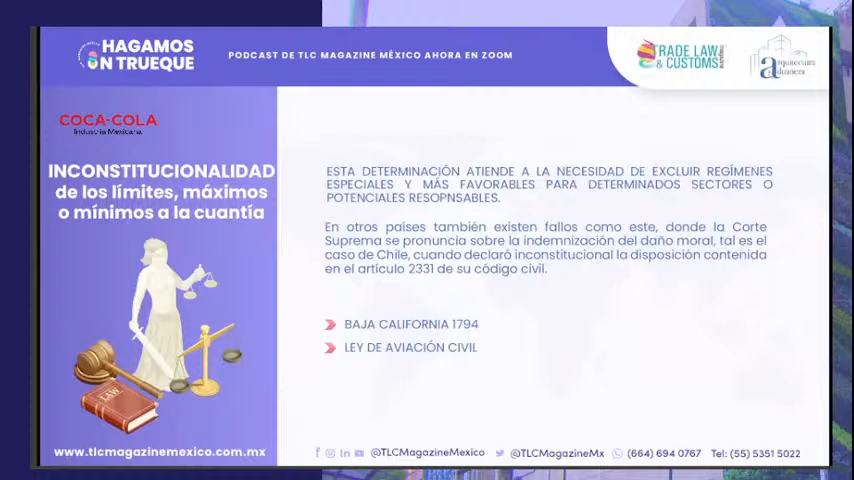 HAGAMOS
UN TRUEQUE
PODCAST DE TLC MAGAZINE MÉXICO AHORA EN ZOOM
TRADE LAW
& CUSTOMS
arquitectura
aduanera
COCA-COLA
Industria Mexicana
INCONSTITUCIONALIDAD
de los límites, máximos
o mínimos a la cuantía
LAW
www.tlcmagazinemexico.com.mx
ESTA DETERMINACIÓN ATIENDE A LA NECESIDAD DE EXCLUIR REGÍMENES
ESPECIALES Y MÁS FAVORABLES PARA DETERMINADOS SECTORES O
POTENCIALES RESOPNSABLES.
En otros países también existen fallos como este, donde la Corte
Suprema se pronuncia sobre la indemnización del daño moral, tal es el
caso de Chile, cuando declaró inconstitucional la disposición contenida
en el artículo 2331 de su código civil.
BAJA CALIFORNIA 1794
LEY DE AVIACIÓN CIVIL
@TLCMagazineMexico @TLCMagazineMx (664) 694 0767 Tel: (55) 5351 5022